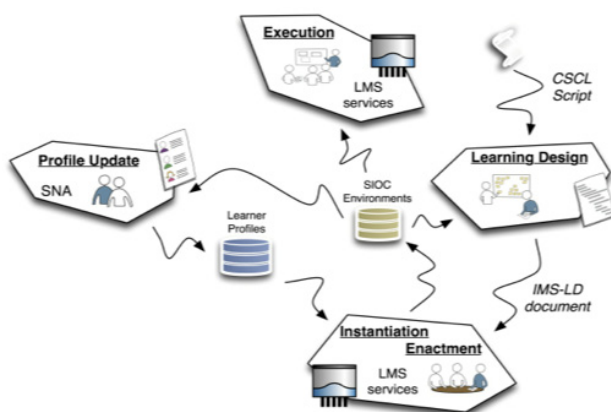 Execution
LMS
services
CSCL
Script
Profile Update
SNA
Learning Design
SIOC
Environments
Learner
Profiles
IMS-LD
document
Instantiation
Enactment
LMS
services